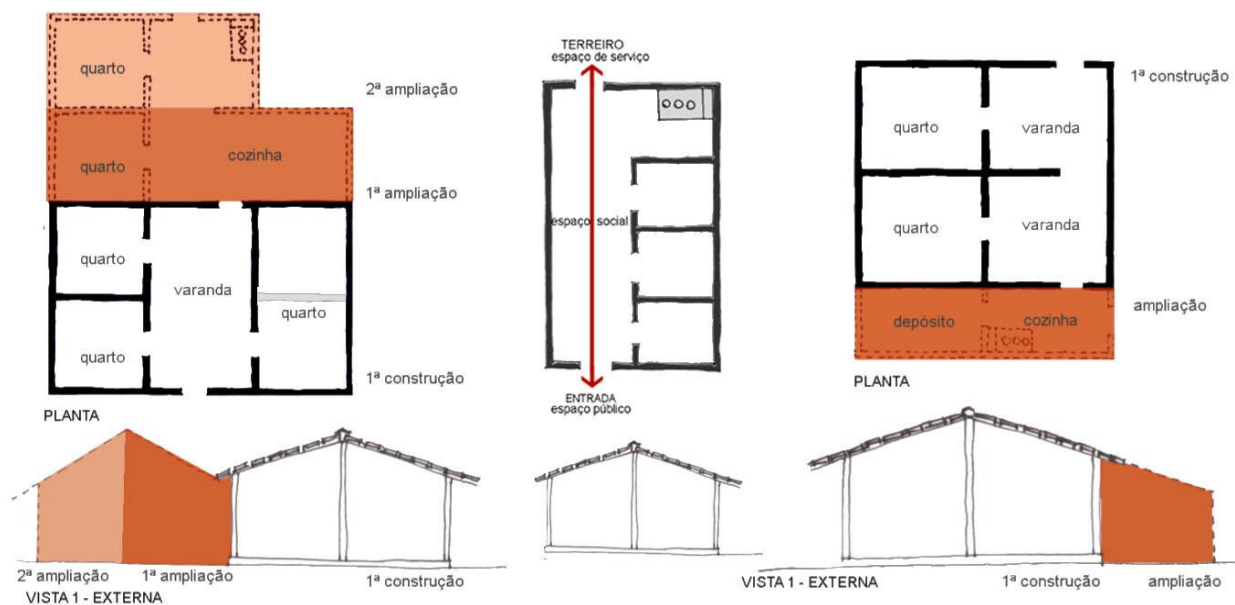 quarto
2ª ampliação
quarto
cozinha
1ª ampliação
quarto
varanda
quarto
quarto
1ª construção
PLANTA
2ª ampliação
1ª ampliação
1ª construção
VISTA 1 - EXTERNA
TERREIRO
espaço de serviço
espaço social
ENTRADA
espaço público
1ª construção
quarto
varanda
quarto
varanda
ampliação
depósito
cozinha
PLANTA
VISTA 1 - EXTERNA
1ª construção
ampliação